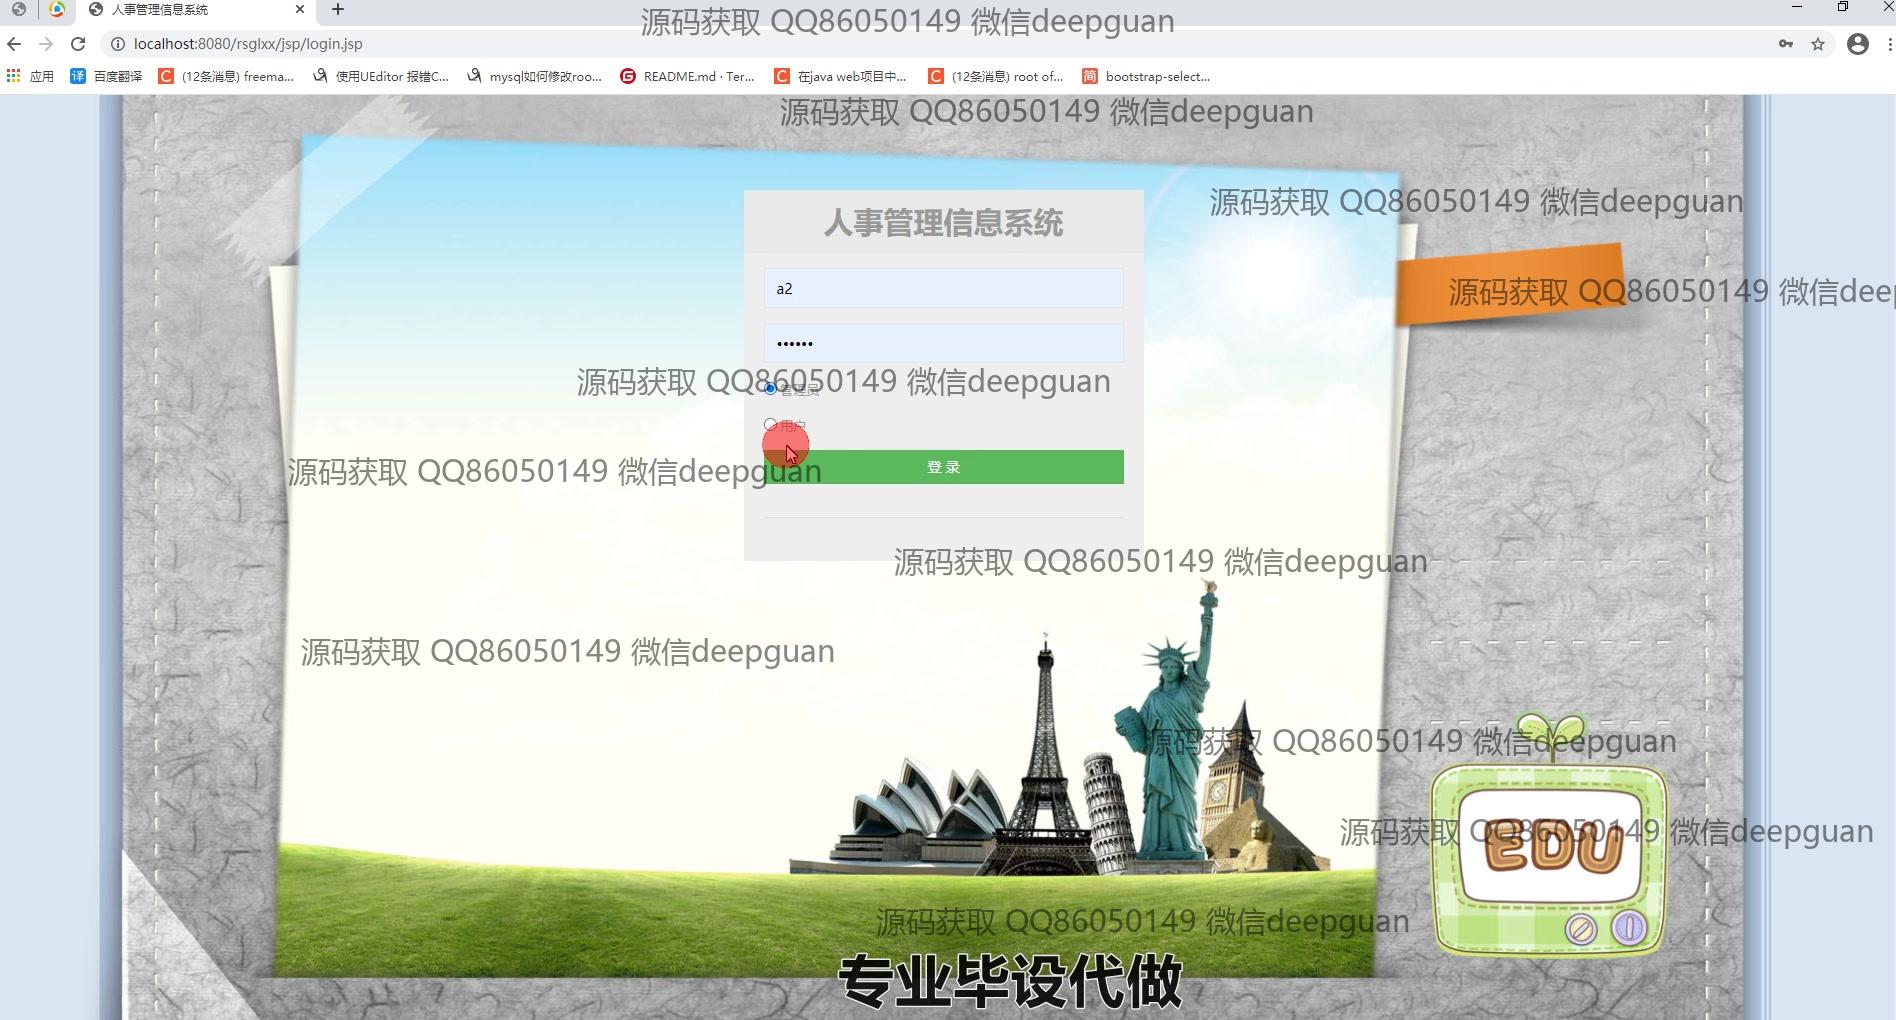 人事管理信息系统
源码获取 QQ86050149 微信deepguan
localhost:8080/rsglxx/jsp/login.jsp
应用 百度翻译 (12条消息) freema... 使用UEditor 报错C... mysql如何修改roo... README.md · Ter... 在java web项目中... (12条消息) root of... bootstrap-select...
源码获取 QQ86050149 微信deepguan
源码获取 QQ86050149 微信deepguan
人事管理信息系统
a2
源码获取 QQ86050149 微信dee
••••••
源码获取 QQ86050149 微信deepguan
管理员
用户
登 录
源码获取 QQ86050149 微信deepguan
源码获取 QQ86050149 微信deepguan
源码获取 QQ86050149 微信deepguan
源码获取 QQ86050149 微信deepguan
源码获取 QQ86050149 微信deepguan
EDU
源码获取 QQ86050149 微信deepguan
专业毕设代做